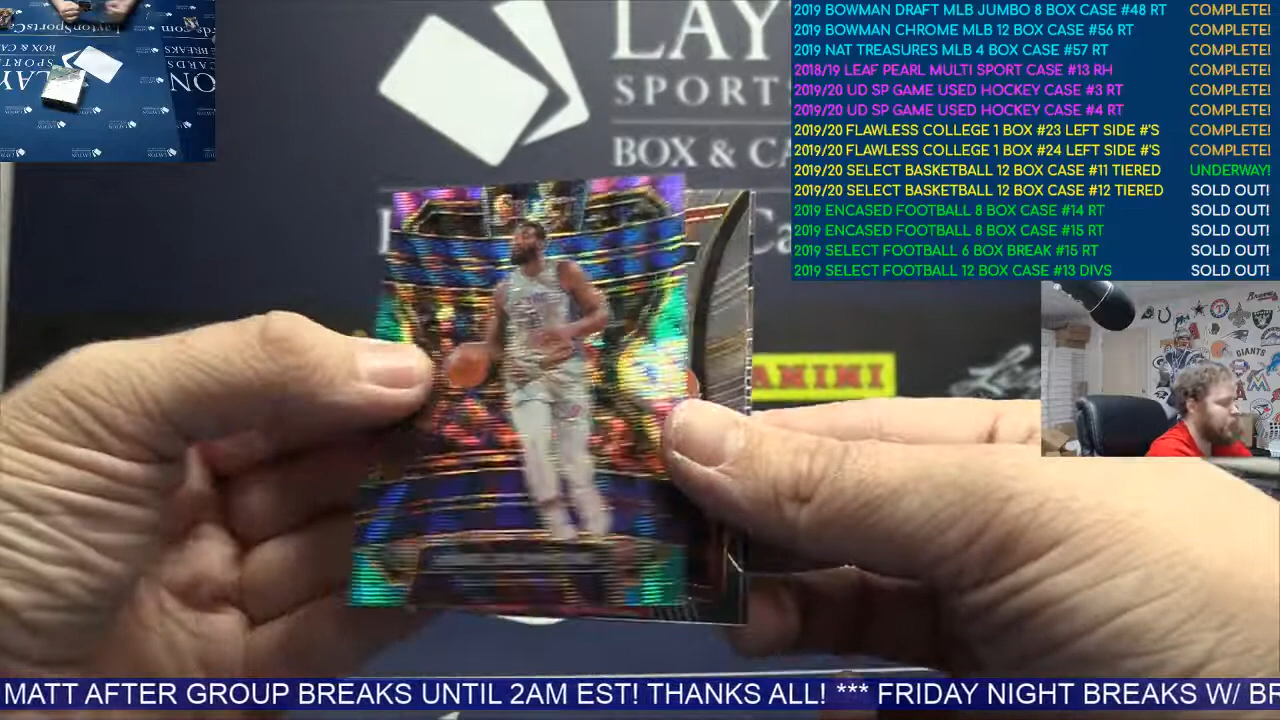 2019 BOWMAN DRAFT MLB JUMBO 8 BOX CASE #48 RT COMPLETE!
2019 BOWMAN CHROME MLB 12 BOX CASE #56 RT COMPLETE!
2019 NAT TREASURES MLB 4 BOX CASE #57 RT COMPLETE!
2018/19 LEAF PEARL MULTI SPORT CASE #13 RH COMPLETE!
2019/20 UD SP GAME USED HOCKEY CASE #3 RT COMPLETE!
2019/20 UD SP GAME USED HOCKEY CASE #4 RT COMPLETE!
2019/20 FLAWLESS COLLEGE 1 BOX #23 LEFT SIDE #'S COMPLETE!
2019/20 FLAWLESS COLLEGE 1 BOX #24 LEFT SIDE #'S COMPLETE!
2019/20 SELECT BASKETBALL 12 BOX CASE #11 TIERED UNDERWAY!
2019/20 SELECT BASKETBALL 12 BOX CASE #12 TIERED SOLD OUT!
2019 ENCASED FOOTBALL 8 BOX CASE #14 RT SOLD OUT!
2019 ENCASED FOOTBALL 8 BOX CASE #15 RT SOLD OUT!
2019 SELECT FOOTBALL 6 BOX BREAK #15 RT SOLD OUT!
2019 SELECT FOOTBALL 12 BOX CASE #13 DIVS SOLD OUT!
LAY
SPORTS
BOX & CA
PANINI
Leaf
GIANTS
MATT AFTER GROUP BREAKS UNTIL 2AM EST! THANKS ALL! *** FRIDAY NIGHT BREAKS W/ BR